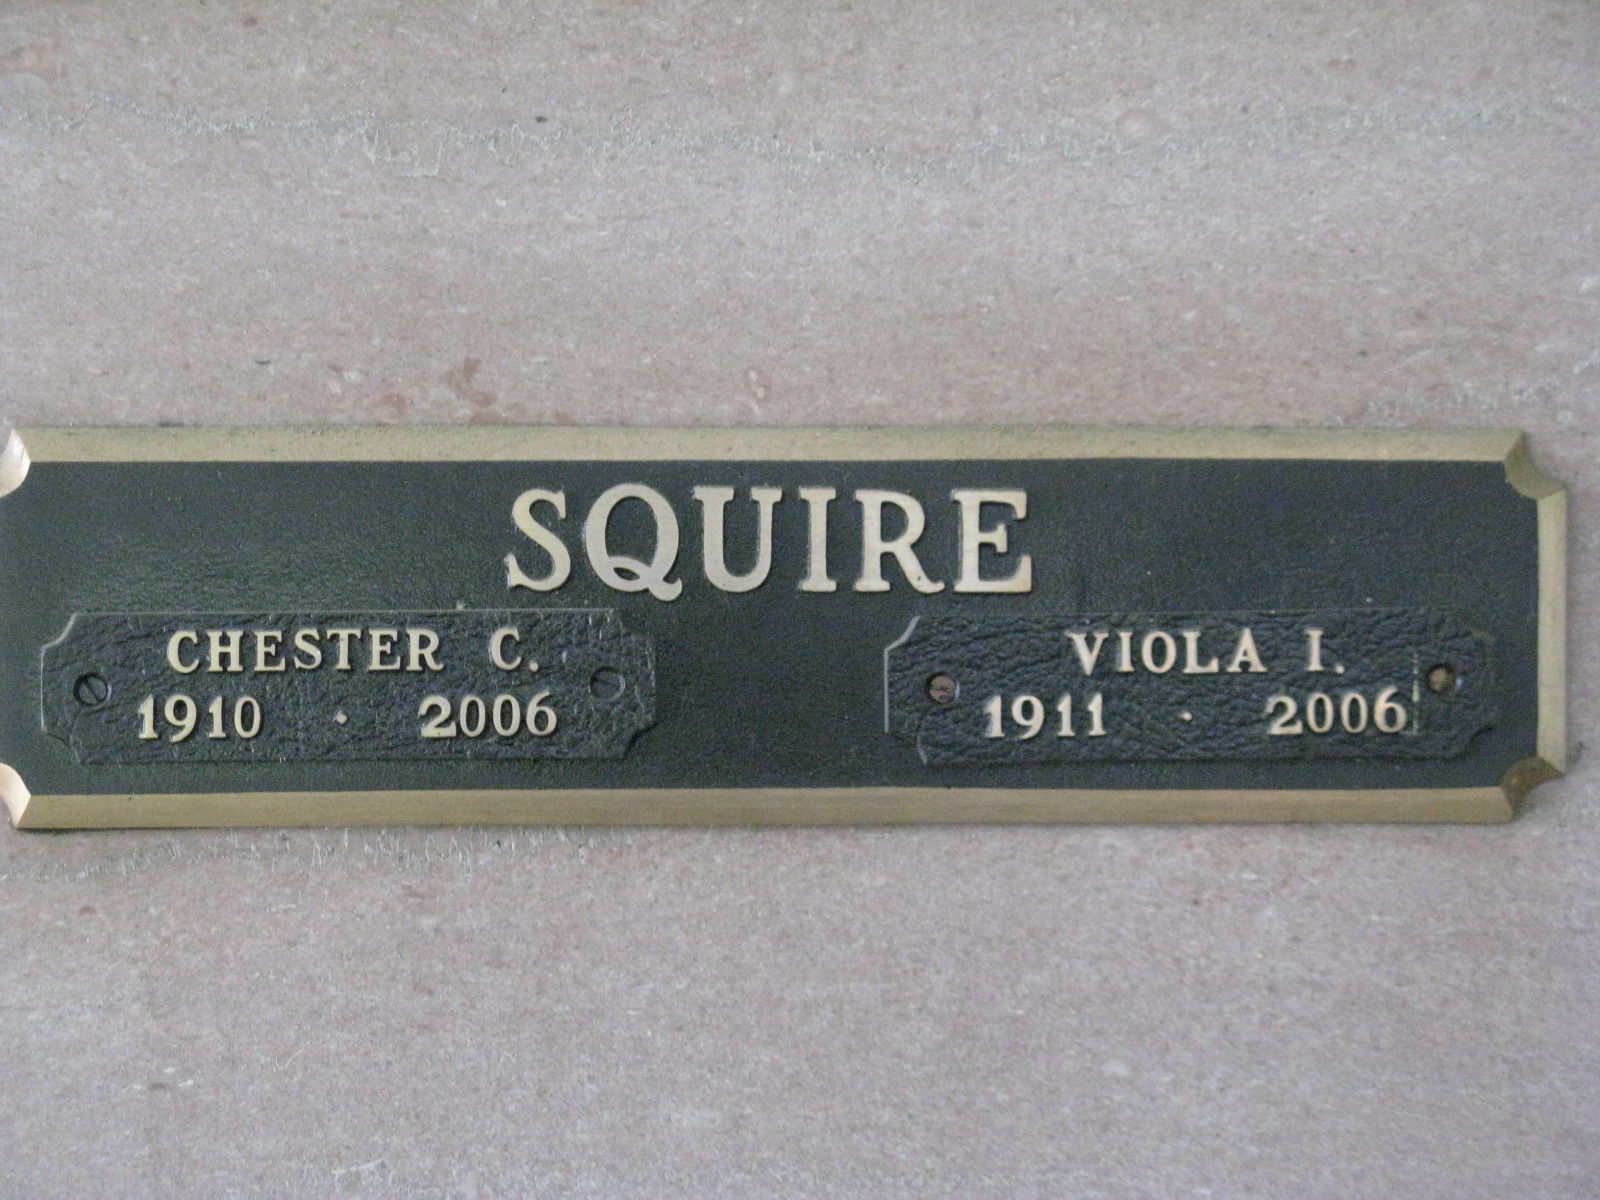 SQUIRE
CHESTER C.
1910 · 2006
VIOLA I.
1911 · 2006